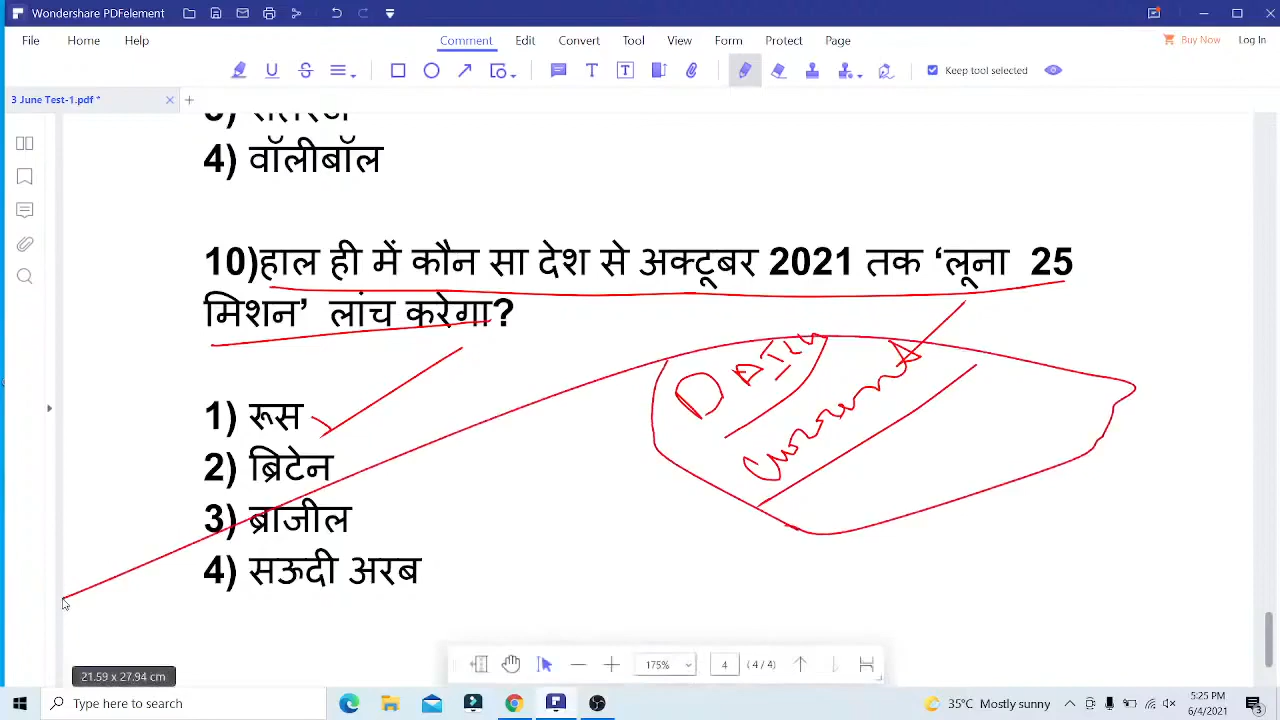 Wondershare PDFelement
File Home Help Comment Edit Convert Tool View Form Protect Page Buy Now Log In
Keep tool selected
3 June Test-1.pdf *
4) वॉलीबॉल
10)हाल ही में कौन सा देश से अक्टूबर 2021 तक ‘लूना 25
मिशन’ लांच करेगा?
1) रूस
2) ब्रिटेन
3) ब्राजील
4) सऊदी अरब
21.59 x 27.94 cm
175% 4 (4/4)
Type here to search
35°C Mostly sunny
5:25 PM
6/4/2021
3